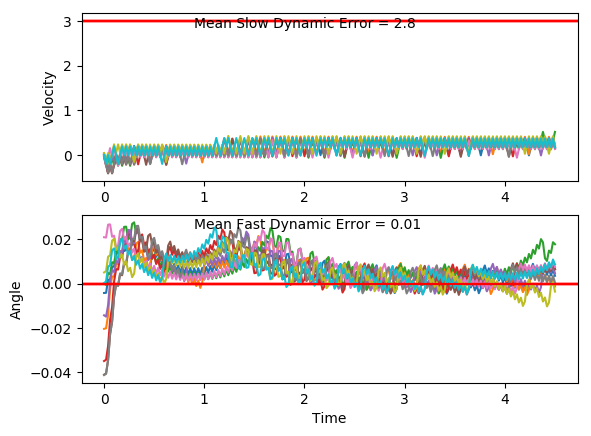 Mean Slow Dynamic Error = 2.8
3
2
1
0
Velocity
0 1 2 3 4
Mean Fast Dynamic Error = 0.01
0.02
0.00
−0.02
−0.04
Angle
0 1 2 3 4
Time